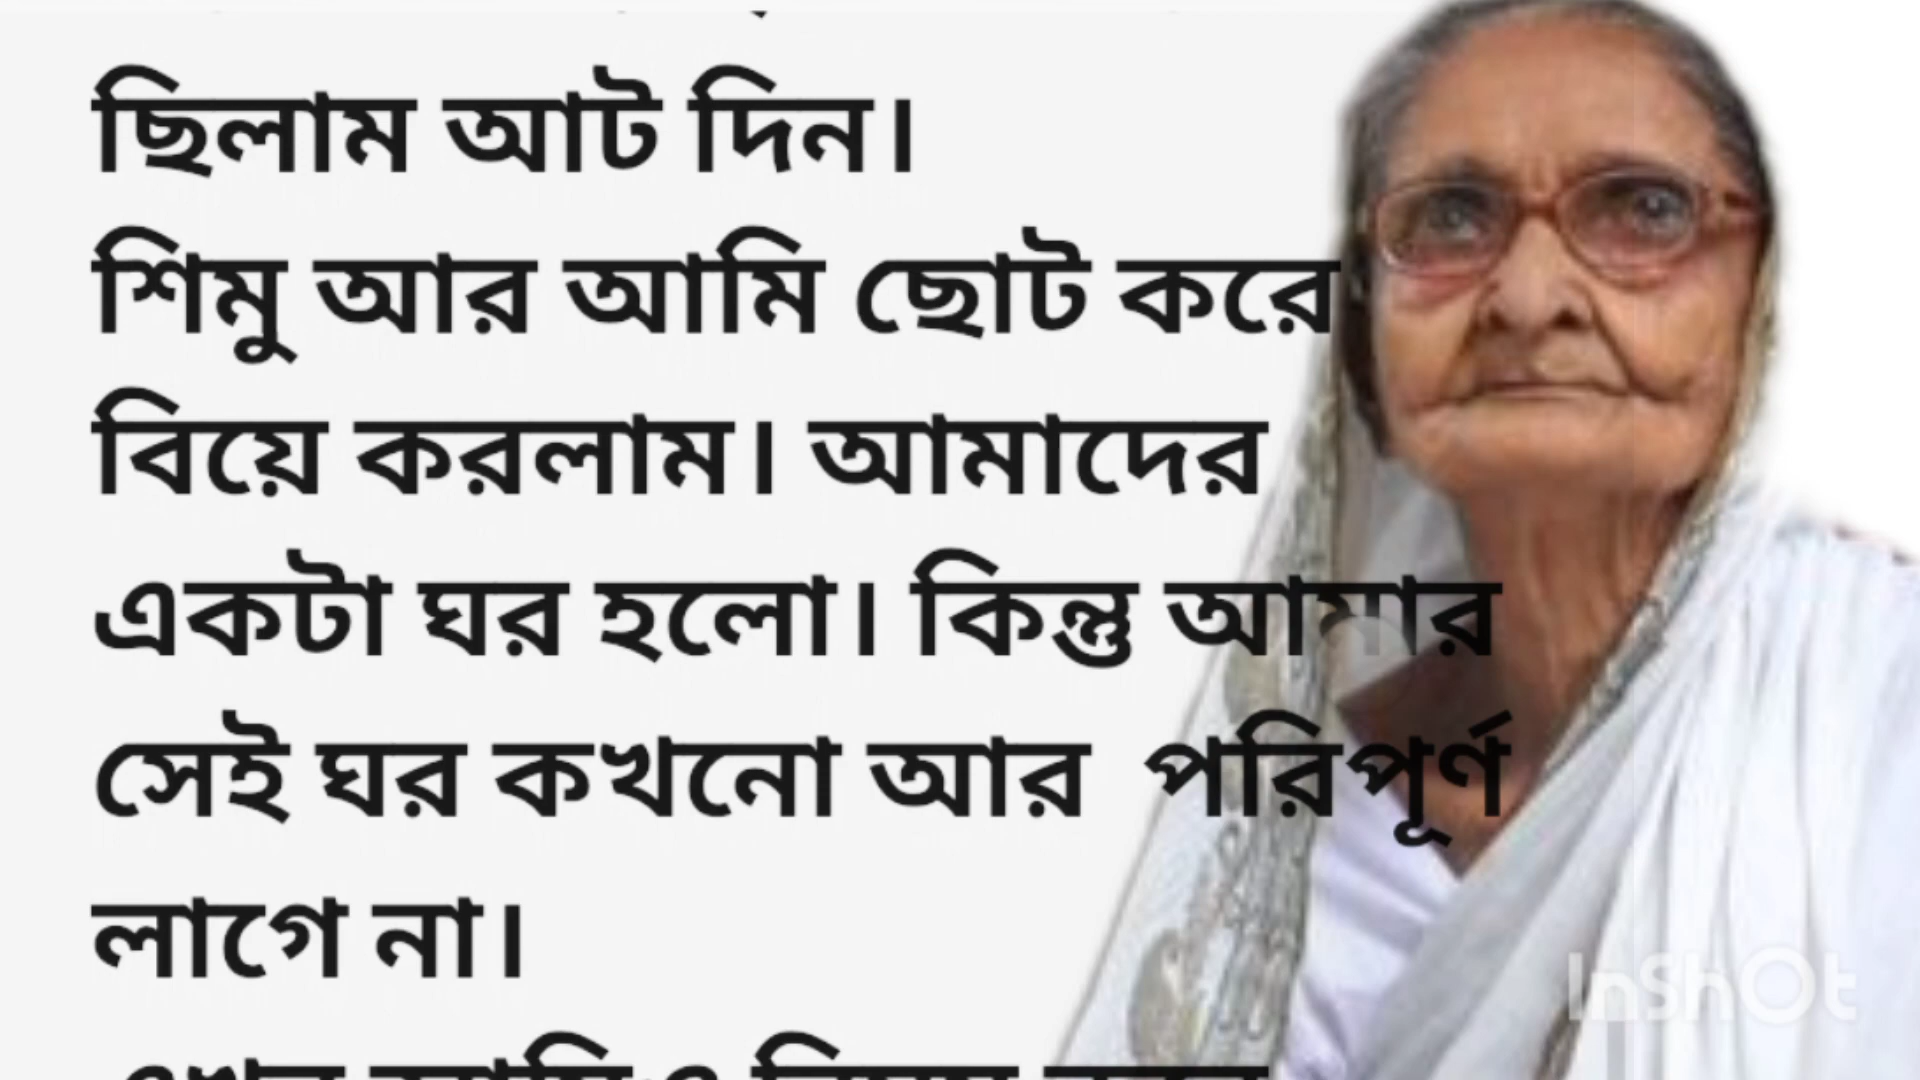 ছিলাম আট দিন।
শিমু আর আমি ছোট করে
বিয়ে করলাম। আমাদের
একটা ঘর হলো। কিন্তু আমার
সেই ঘর কখনো আর পরিপূর্ণ
লাগে না।
InShOt